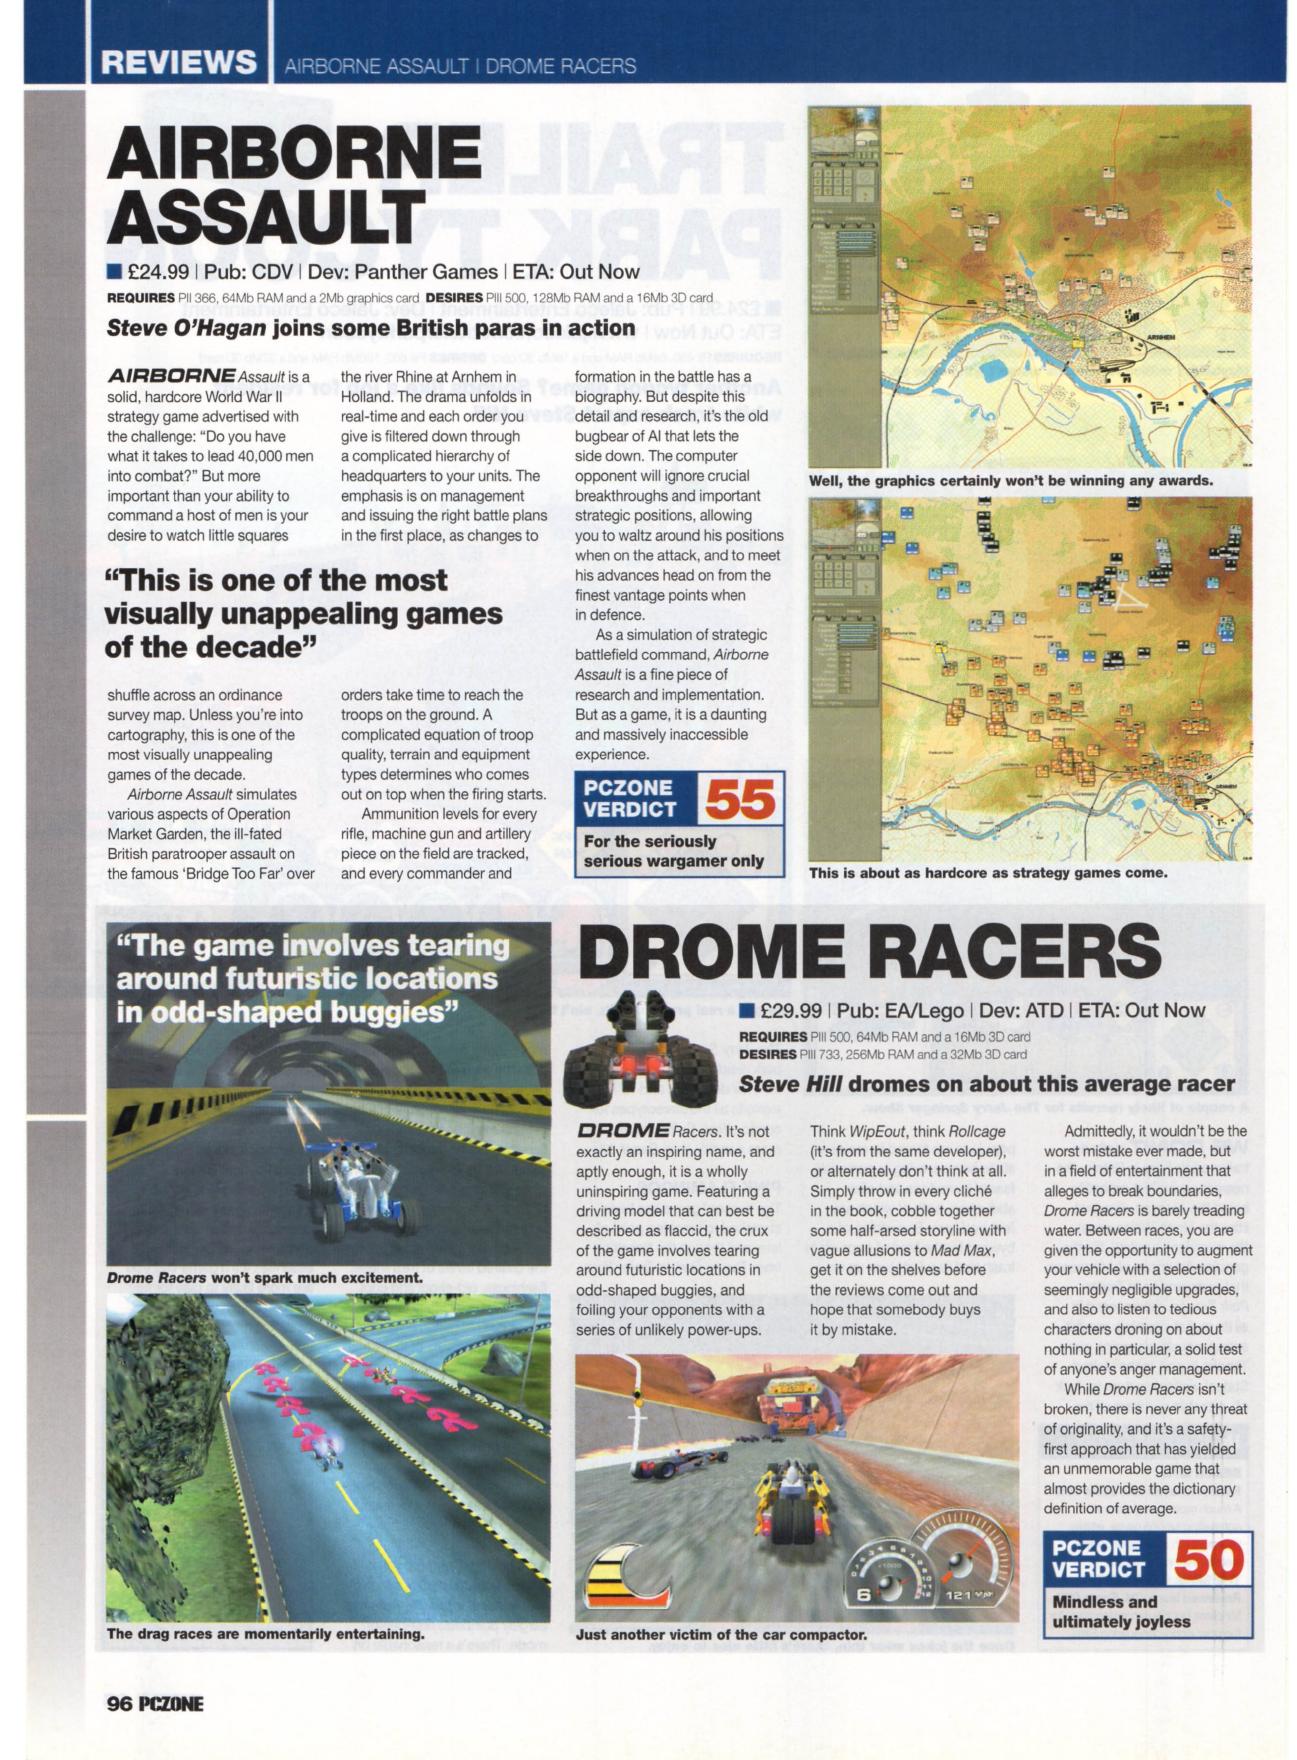 REVIEWS
AIRBORNE ASSAULT | DROME RACERS
AIRBORNE
ASSAULT
£24.99 | Pub: CDV | Dev: Panther Games | ETA: Out Now
REQUIRES PII 366, 64Mb RAM and a 2Mb graphics card DESIRES PIII 500, 128Mb RAM and a 16Mb 3D card
Steve O'Hagan joins some British paras in action
AIRBORNE Assault is a
solid, hardcore World War II
strategy game advertised with
the challenge: “Do you have
what it takes to lead 40,000 men
into combat?” But more
important than your ability to
command a host of men is your
desire to watch little squares
“This is one of the most
visually unappealing games
of the decade”
shuffle across an ordinance
survey map. Unless you're into
cartography, this is one of the
most visually unappealing
games of the decade.
Airborne Assault simulates
various aspects of Operation
Market Garden, the ill-fated
British paratrooper assault on
the famous 'Bridge Too Far' over
the river Rhine at Arnhem in
Holland. The drama unfolds in
real-time and each order you
give is filtered down through
a complicated hierarchy of
headquarters to your units. The
emphasis is on management
and issuing the right battle plans
in the first place, as changes to
orders take time to reach the
troops on the ground. A
complicated equation of troop
quality, terrain and equipment
types determines who comes
out on top when the firing starts.
Ammunition levels for every
rifle, machine gun and artillery
piece on the field are tracked,
and every commander and
formation in the battle has a
biography. But despite this
detail and research, it's the old
bugbear of AI that lets the
side down. The computer
opponent will ignore crucial
breakthroughs and important
strategic positions, allowing
you to waltz around his positions
when on the attack, and to meet
his advances head on from the
finest vantage points when
in defence.
As a simulation of strategic
battlefield command, Airborne
Assault is a fine piece of
research and implementation.
But as a game, it is a daunting
and massively inaccessible
experience.
PCZONE
VERDICT
55
For the seriously
serious wargamer only
ARNHEM
Well, the graphics certainly won't be winning any awards.
This is about as hardcore as strategy games come.
“The game involves tearing
around futuristic locations
in odd-shaped buggies”
Drome Racers won't spark much excitement.
The drag races are momentarily entertaining.
DROME RACERS
£29.99 | Pub: EA/Lego | Dev: ATD | ETA: Out Now
REQUIRES PIII 500, 64Mb RAM and a 16Mb 3D card
DESIRES PIII 733, 256Mb RAM and a 32Mb 3D card
Steve Hill dromes on about this average racer
DROME Racers. It's not
exactly an inspiring name, and
aptly enough, it is a wholly
uninspiring game. Featuring a
driving model that can best be
described as flaccid, the crux
of the game involves tearing
around futuristic locations in
odd-shaped buggies, and
foiling your opponents with a
series of unlikely power-ups.
Think WipEout, think Rollcage
(it's from the same developer),
or alternately don't think at all.
Simply throw in every cliché
in the book, cobble together
some half-arsed storyline with
vague allusions to Mad Max,
get it on the shelves before
the reviews come out and
hope that somebody buys
it by mistake.
6
121 MPH
Just another victim of the car compactor.
Admittedly, it wouldn't be the
worst mistake ever made, but
in a field of entertainment that
alleges to break boundaries,
Drome Racers is barely treading
water. Between races, you are
given the opportunity to augment
your vehicle with a selection of
seemingly negligible upgrades,
and also to listen to tedious
characters droning on about
nothing in particular, a solid test
of anyone's anger management.
While Drome Racers isn't
broken, there is never any threat
of originality, and it's a safety-
first approach that has yielded
an unmemorable game that
almost provides the dictionary
definition of average.
PCZONE
VERDICT
50
Mindless and
ultimately joyless
96 PCZONE